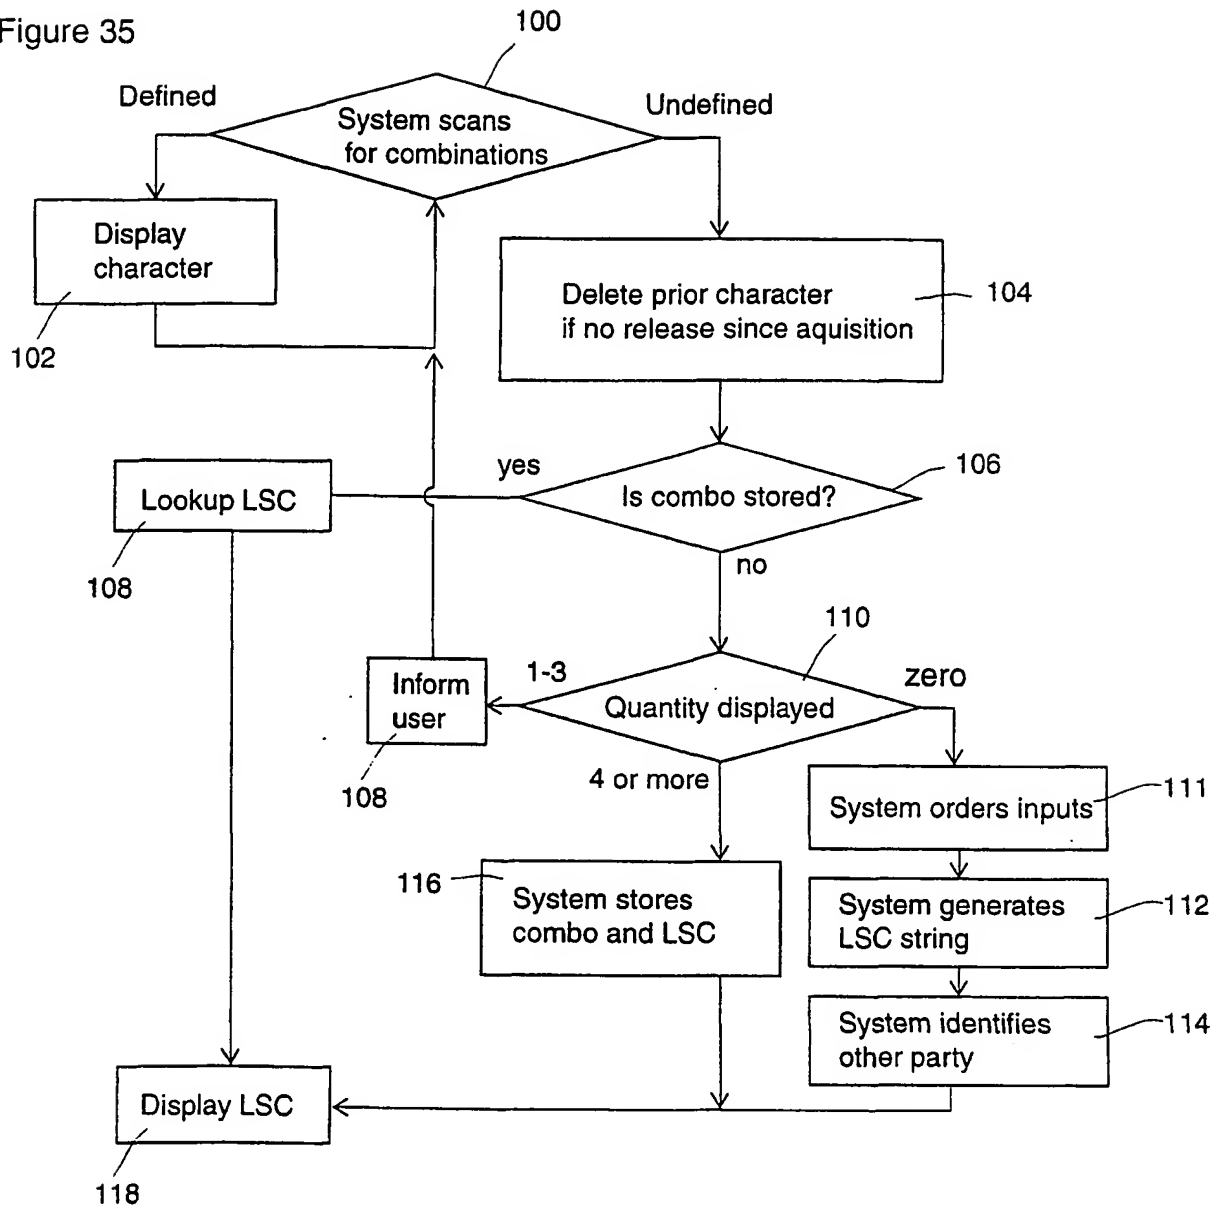 Figure 35
100
Defined
Undefined
System scans
for combinations
Display
character
102
Delete prior character
if no release since aquisition
104
yes
106
Lookup LSC
Is combo stored?
108
no
110
1-3
zero
Inform
user
Quantity displayed
108
4 or more
System orders inputs
111
116
System stores
combo and LSC
System generates
LSC string
112
System identifies
other party
114
Display LSC
118